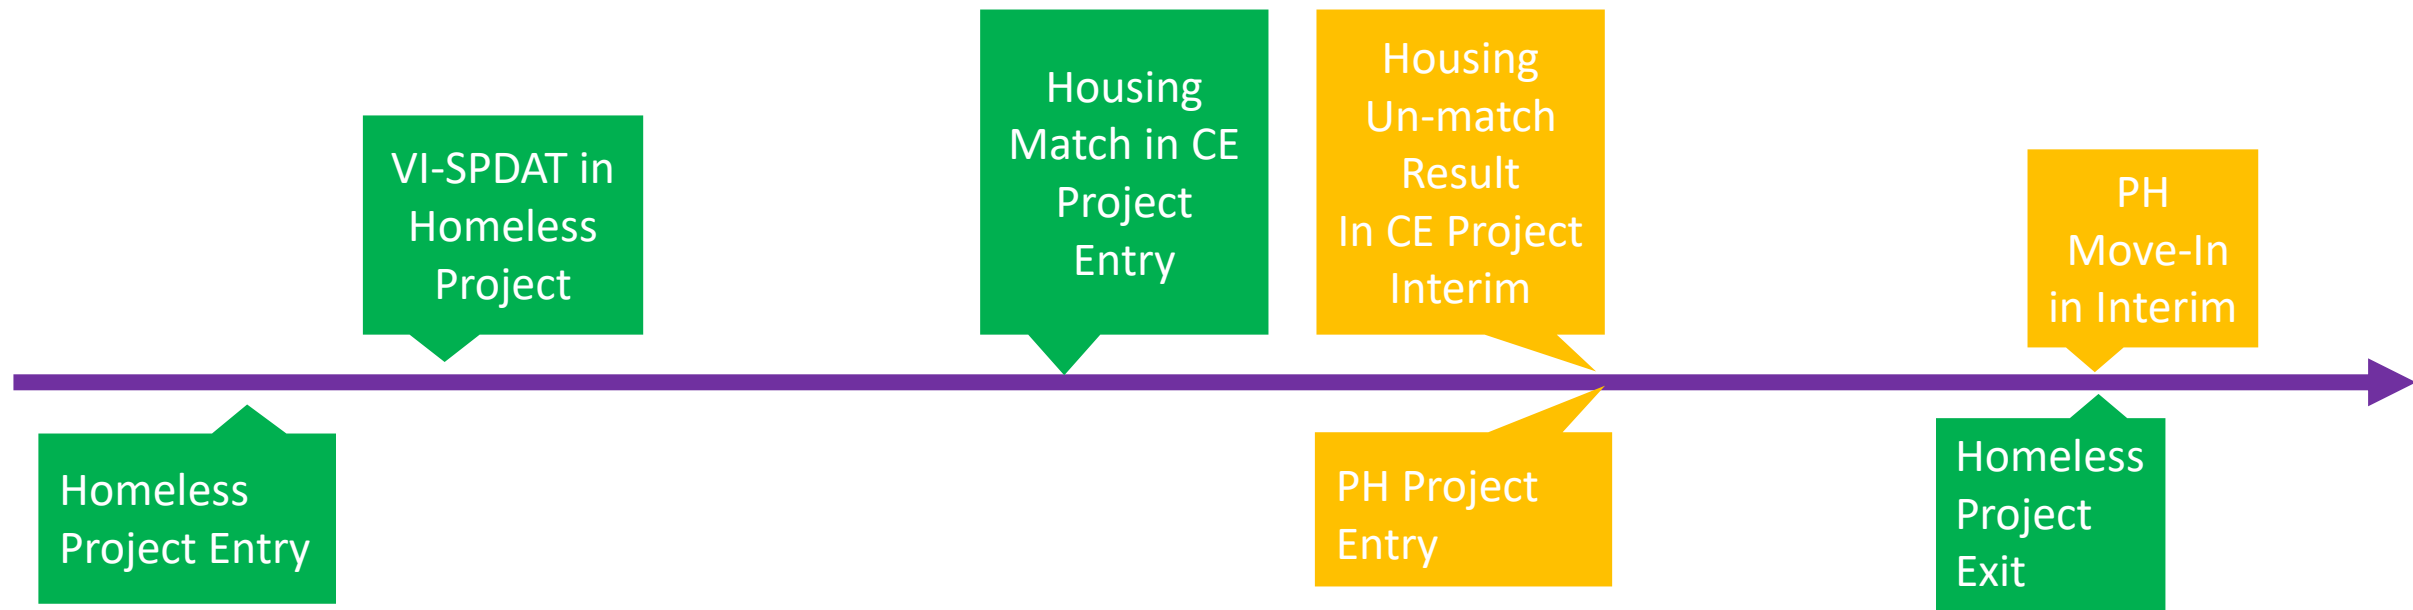 Housing
Match in CE
Project
Entry
Housing
Un-match
Result
In CE Project
Interim
VI-SPDAT in
Homeless
Project
PH
Move-In
in Interim
Homeless
Project Entry
PH Project
Entry
Homeless
Project
Exit